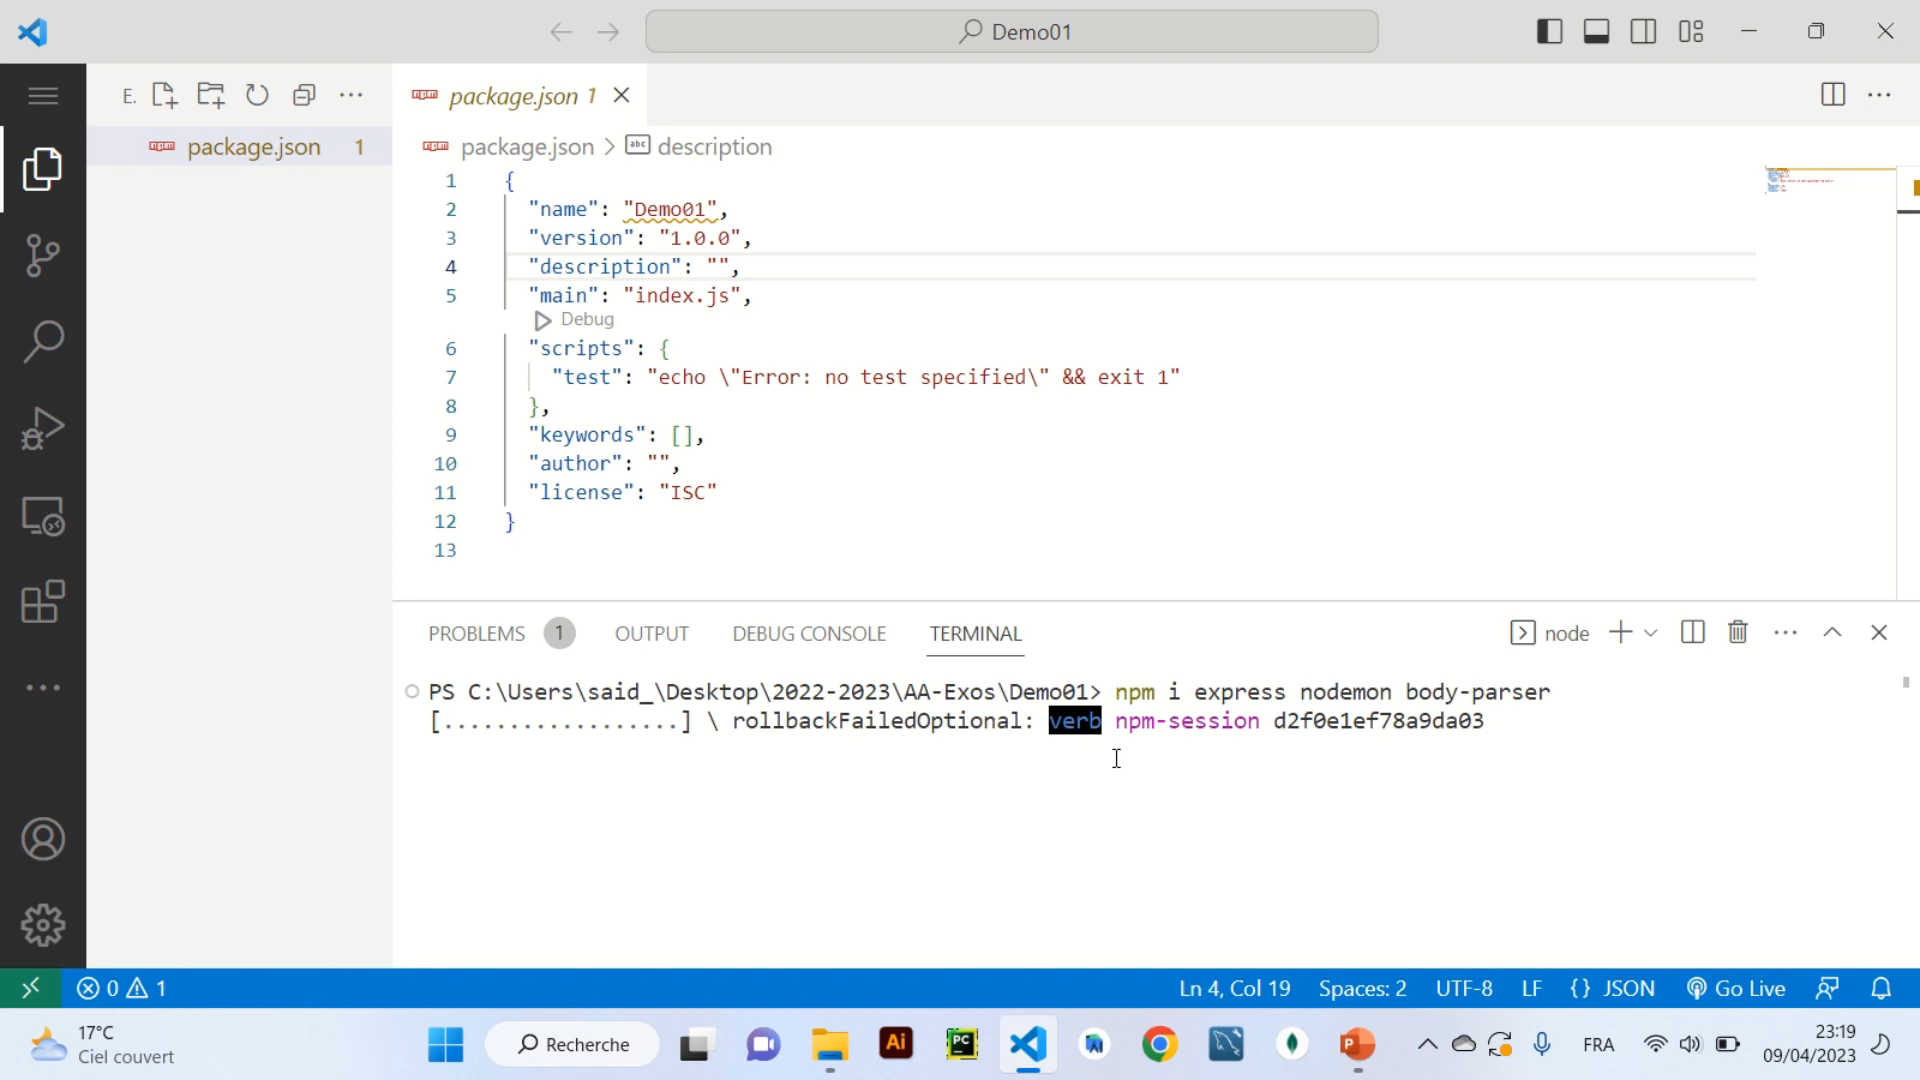 Demo01
E.
package.json 1
package.json 1
package.json > description
1 {
2 "name": "Demo01",
3 "version": "1.0.0",
4 "description": "",
5 "main": "index.js",
Debug
6 "scripts": {
7 "test": "echo \"Error: no test specified\" && exit 1"
8 },
9 "keywords": [],
10 "author": "",
11 "license": "ISC"
12 }
13
PROBLEMS 1 OUTPUT DEBUG CONSOLE TERMINAL node
PS C:\Users\said_\Desktop\2022-2023\AA-Exos\Demo01> npm i express nodemon body-parser
[..................] \ rollbackFailedOptional: verb npm-session d2f0e1ef78a9da03
0 1 Ln 4, Col 19 Spaces: 2 UTF-8 LF {} JSON Go Live
17°C
Ciel couvert
Recherche
Ai
PC
P
FRA
23:19
09/04/2023